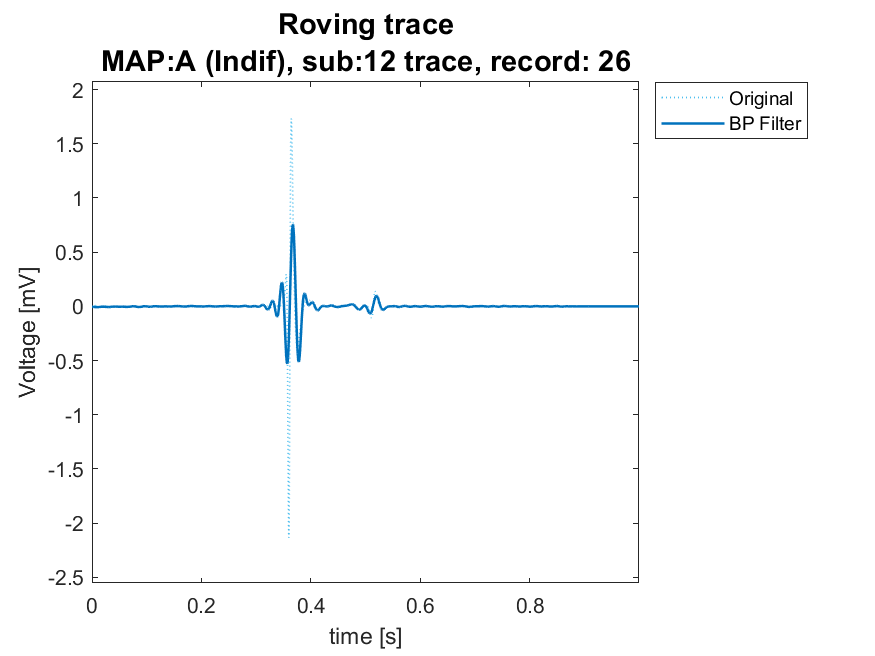 Roving trace
MAP:A (Indif), sub:12 trace, record: 26
Original
BP Filter
2
1.5
1
0.5
0
-0.5
-1
-1.5
-2
-2.5
Voltage [mV]
0 0.2 0.4 0.6 0.8
time [s]